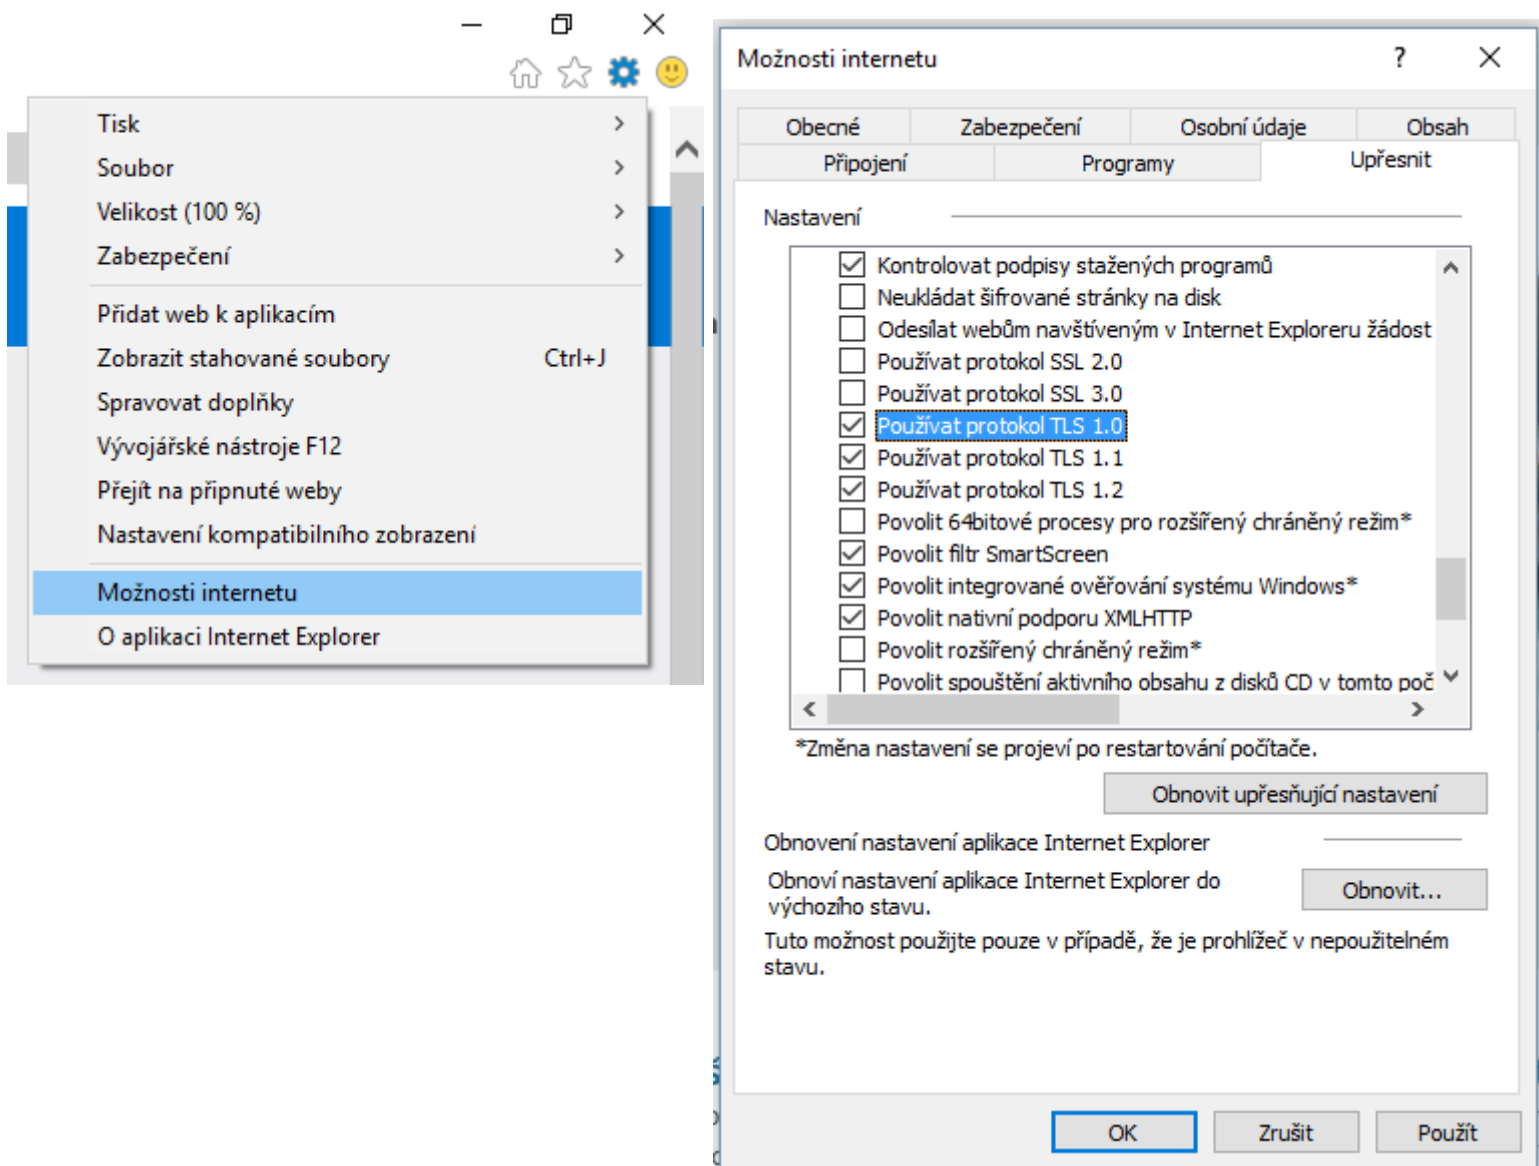 Tisk
Soubor
Velikost (100 %)
Zabezpečení
Přidat web k aplikacím
Zobrazit stahované soubory Ctrl+J
Spravovat doplňky
Vývojářské nástroje F12
Přejít na připnuté weby
Nastavení kompatibilního zobrazení
Možnosti internetu
O aplikaci Internet Explorer
Možnosti internetu
Obecné Zabezpečení Osobní údaje Obsah
Připojení Programy Upřesnit
Nastavení
Kontrolovat podpisy stažených programů
Neukládat šifrované stránky na disk
Odesílat webům navštíveným v Internet Exploreru žádost
Používat protokol SSL 2.0
Používat protokol SSL 3.0
Používat protokol TLS 1.0
Používat protokol TLS 1.1
Používat protokol TLS 1.2
Povolit 64bitové procesy pro rozšířený chráněný režim*
Povolit filtr SmartScreen
Povolit integrované ověřování systému Windows*
Povolit nativní podporu XMLHTTP
Povolit rozšířený chráněný režim*
Povolit spouštění aktivního obsahu z disků CD v tomto poč
*Změna nastavení se projeví po restartování počítače.
Obnovit upřesňující nastavení
Obnovení nastavení aplikace Internet Explorer
Obnoví nastavení aplikace Internet Explorer do
výchozího stavu.
Obnovit...
Tuto možnost použijte pouze v případě, že je prohlížeč v nepoužitelném
stavu.
OK Zrušit Použít